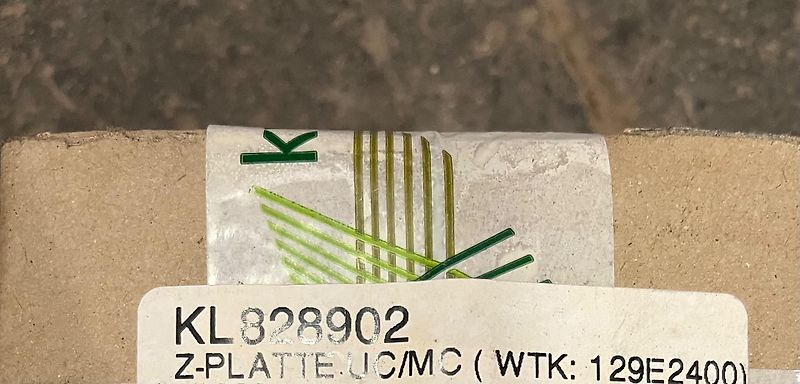 K
KL828902
Z-PLATTE UC/MC ( WTK: 129E2400)